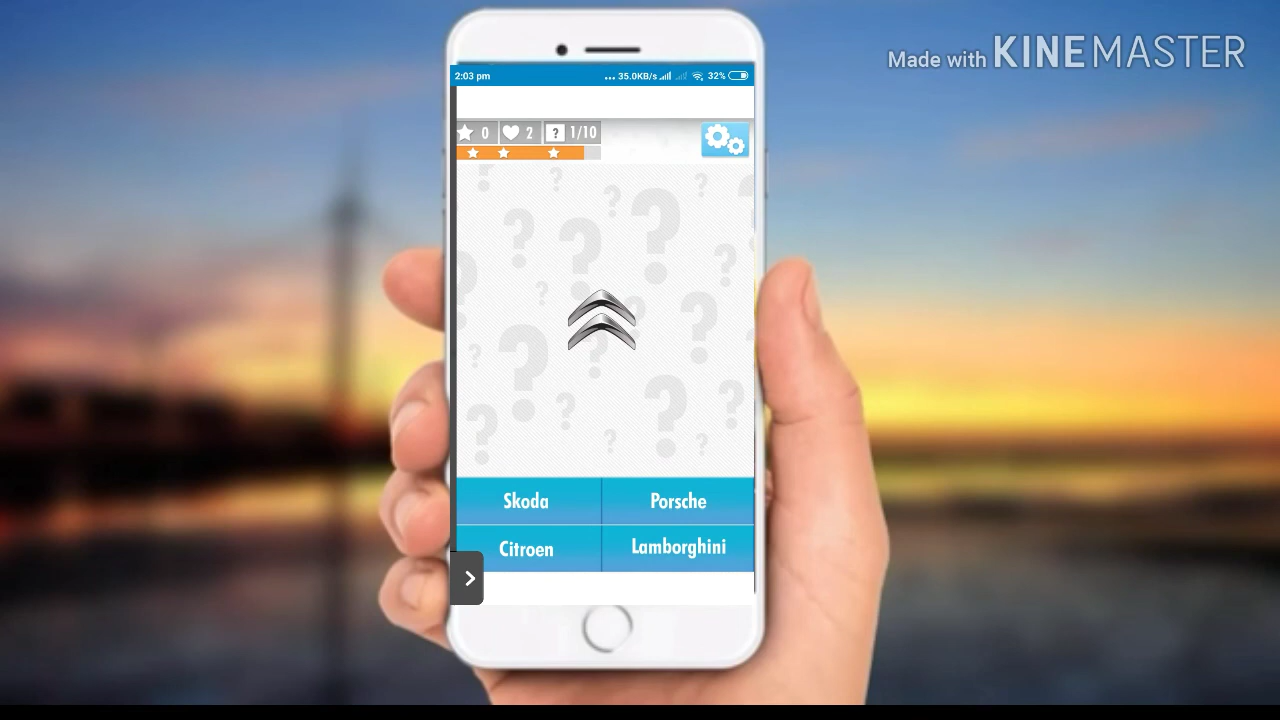 Made with KINEMASTER
2:03 pm ... 35.0KB/s 32%
0 2 ? 1/10
Skoda Porsche
Citroen Lamborghini